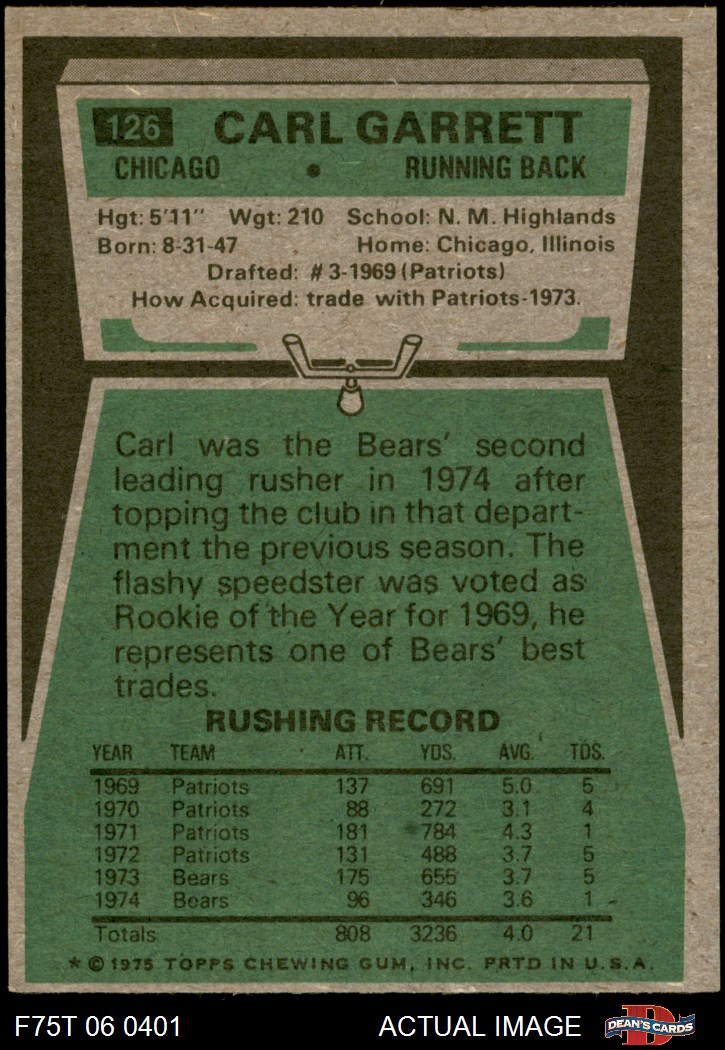 126 CARL GARRETT
CHICAGO • RUNNING BACK
Hgt: 5'11" Wgt: 210 School: N. M. Highlands
Born: 8-31-47 Home: Chicago, Illinois
Drafted: #3-1969 (Patriots)
How Acquired: trade with Patriots-1973.
Carl was the Bears' second
leading rusher in 1974 after
topping the club in that depart-
ment the previous season. The
flashy speedster was voted as
Rookie of the Year for 1969, he
represents one of Bears' best
trades.
RUSHING RECORD
YEAR TEAM ATT. YDS. AVG. TDS.
1969 Patriots 137 691 5.0 5
1970 Patriots 88 272 3.1 4
1971 Patriots 181 784 4.3 1
1972 Patriots 131 488 3.7 5
1973 Bears 175 655 3.7 5
1974 Bears 96 346 3.6 1
Totals 808 3236 4.0 21
* © 1975 TOPPS CHEWING GUM, INC. PRTD IN U.S.A.
F75T 06 0401 ACTUAL IMAGE DEAN'S CARDS